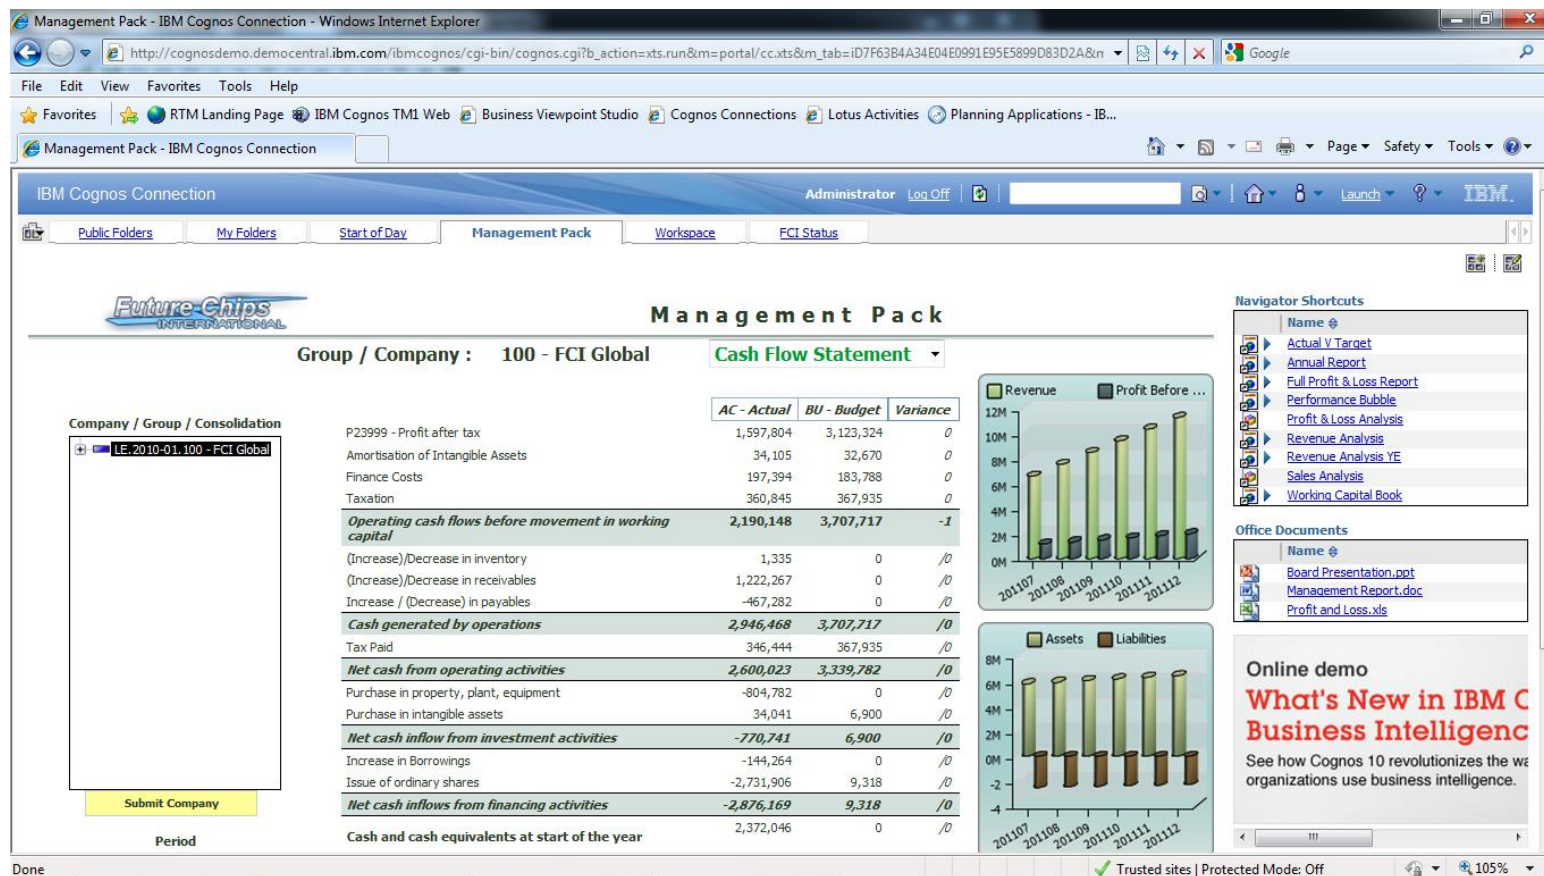 Management Pack - IBM Cognos Connection - Windows Internet Explorer
http://cognosdemo.democentral.ibm.com/ibmcognos/cgi-bin/cognos.cgi?b_action=xts.run&m=portal/cc.xts&m_tab=iD7F63B4A34E04E0991E95E5899D83D2A&n
Google
File Edit View Favorites Tools Help
Favorites RTM Landing Page IBM Cognos TM1 Web Business Viewpoint Studio Cognos Connections Lotus Activities Planning Applications - IB...
Management Pack - IBM Cognos Connection
Page Safety Tools
IBM Cognos Connection
Administrator Log Off Launch IBM.
Public Folders My Folders Start of Day Management Pack Workspace FCI Status
Future Chips
INTERNATIONAL
Management Pack
Group / Company : 100 - FCI Global Cash Flow Statement
Company / Group / Consolidation
LE.2010-01.100 - FCI Global
Submit Company
Period
AC - Actual BU - Budget Variance
P23999 - Profit after tax 1,597,804 3,123,324 0
Amortisation of Intangible Assets 34,105 32,670 0
Finance Costs 197,394 183,788 0
Taxation 360,845 367,935 0
Operating cash flows before movement in working 2,190,148 3,707,717 -1
capital
(Increase)/Decrease in inventory 1,335 0 /0
(Increase)/Decrease in receivables 1,222,267 0 /0
Increase / (Decrease) in payables -467,282 0 /0
Cash generated by operations 2,946,468 3,707,717 /0
Tax Paid 346,444 367,935 /0
Net cash from operating activities 2,600,023 3,339,782 /0
Purchase in property, plant, equipment -804,782 0 /0
Purchase in intangible assets 34,041 6,900 /0
Net cash inflow from investment activities -770,741 6,900 /0
Increase in Borrowings -144,264 0 /0
Issue of ordinary shares -2,731,906 9,318 /0
Net cash inflows from financing activities -2,876,169 9,318 /0
Cash and cash equivalents at start of the year 2,372,046 0 /0
Revenue Profit Before ...
12M
10M
8M
6M
4M
2M
0M
201107 201108 201109 201110 201111 201112
Assets Liabilities
8M
6M
4M
2M
0M
-2
-4
201107 201108 201109 201110 201111 201112
Navigator Shortcuts
Name
Actual V Target
Annual Report
Full Profit & Loss Report
Performance Bubble
Profit & Loss Analysis
Revenue Analysis
Revenue Analysis YE
Sales Analysis
Working Capital Book
Office Documents
Name
Board Presentation.ppt
Management Report.doc
Profit and Loss.xls
Online demo
What's New in IBM C
Business Intelligenc
See how Cognos 10 revolutionizes the wa
organizations use business intelligence.
Done
Trusted sites | Protected Mode: Off
105%